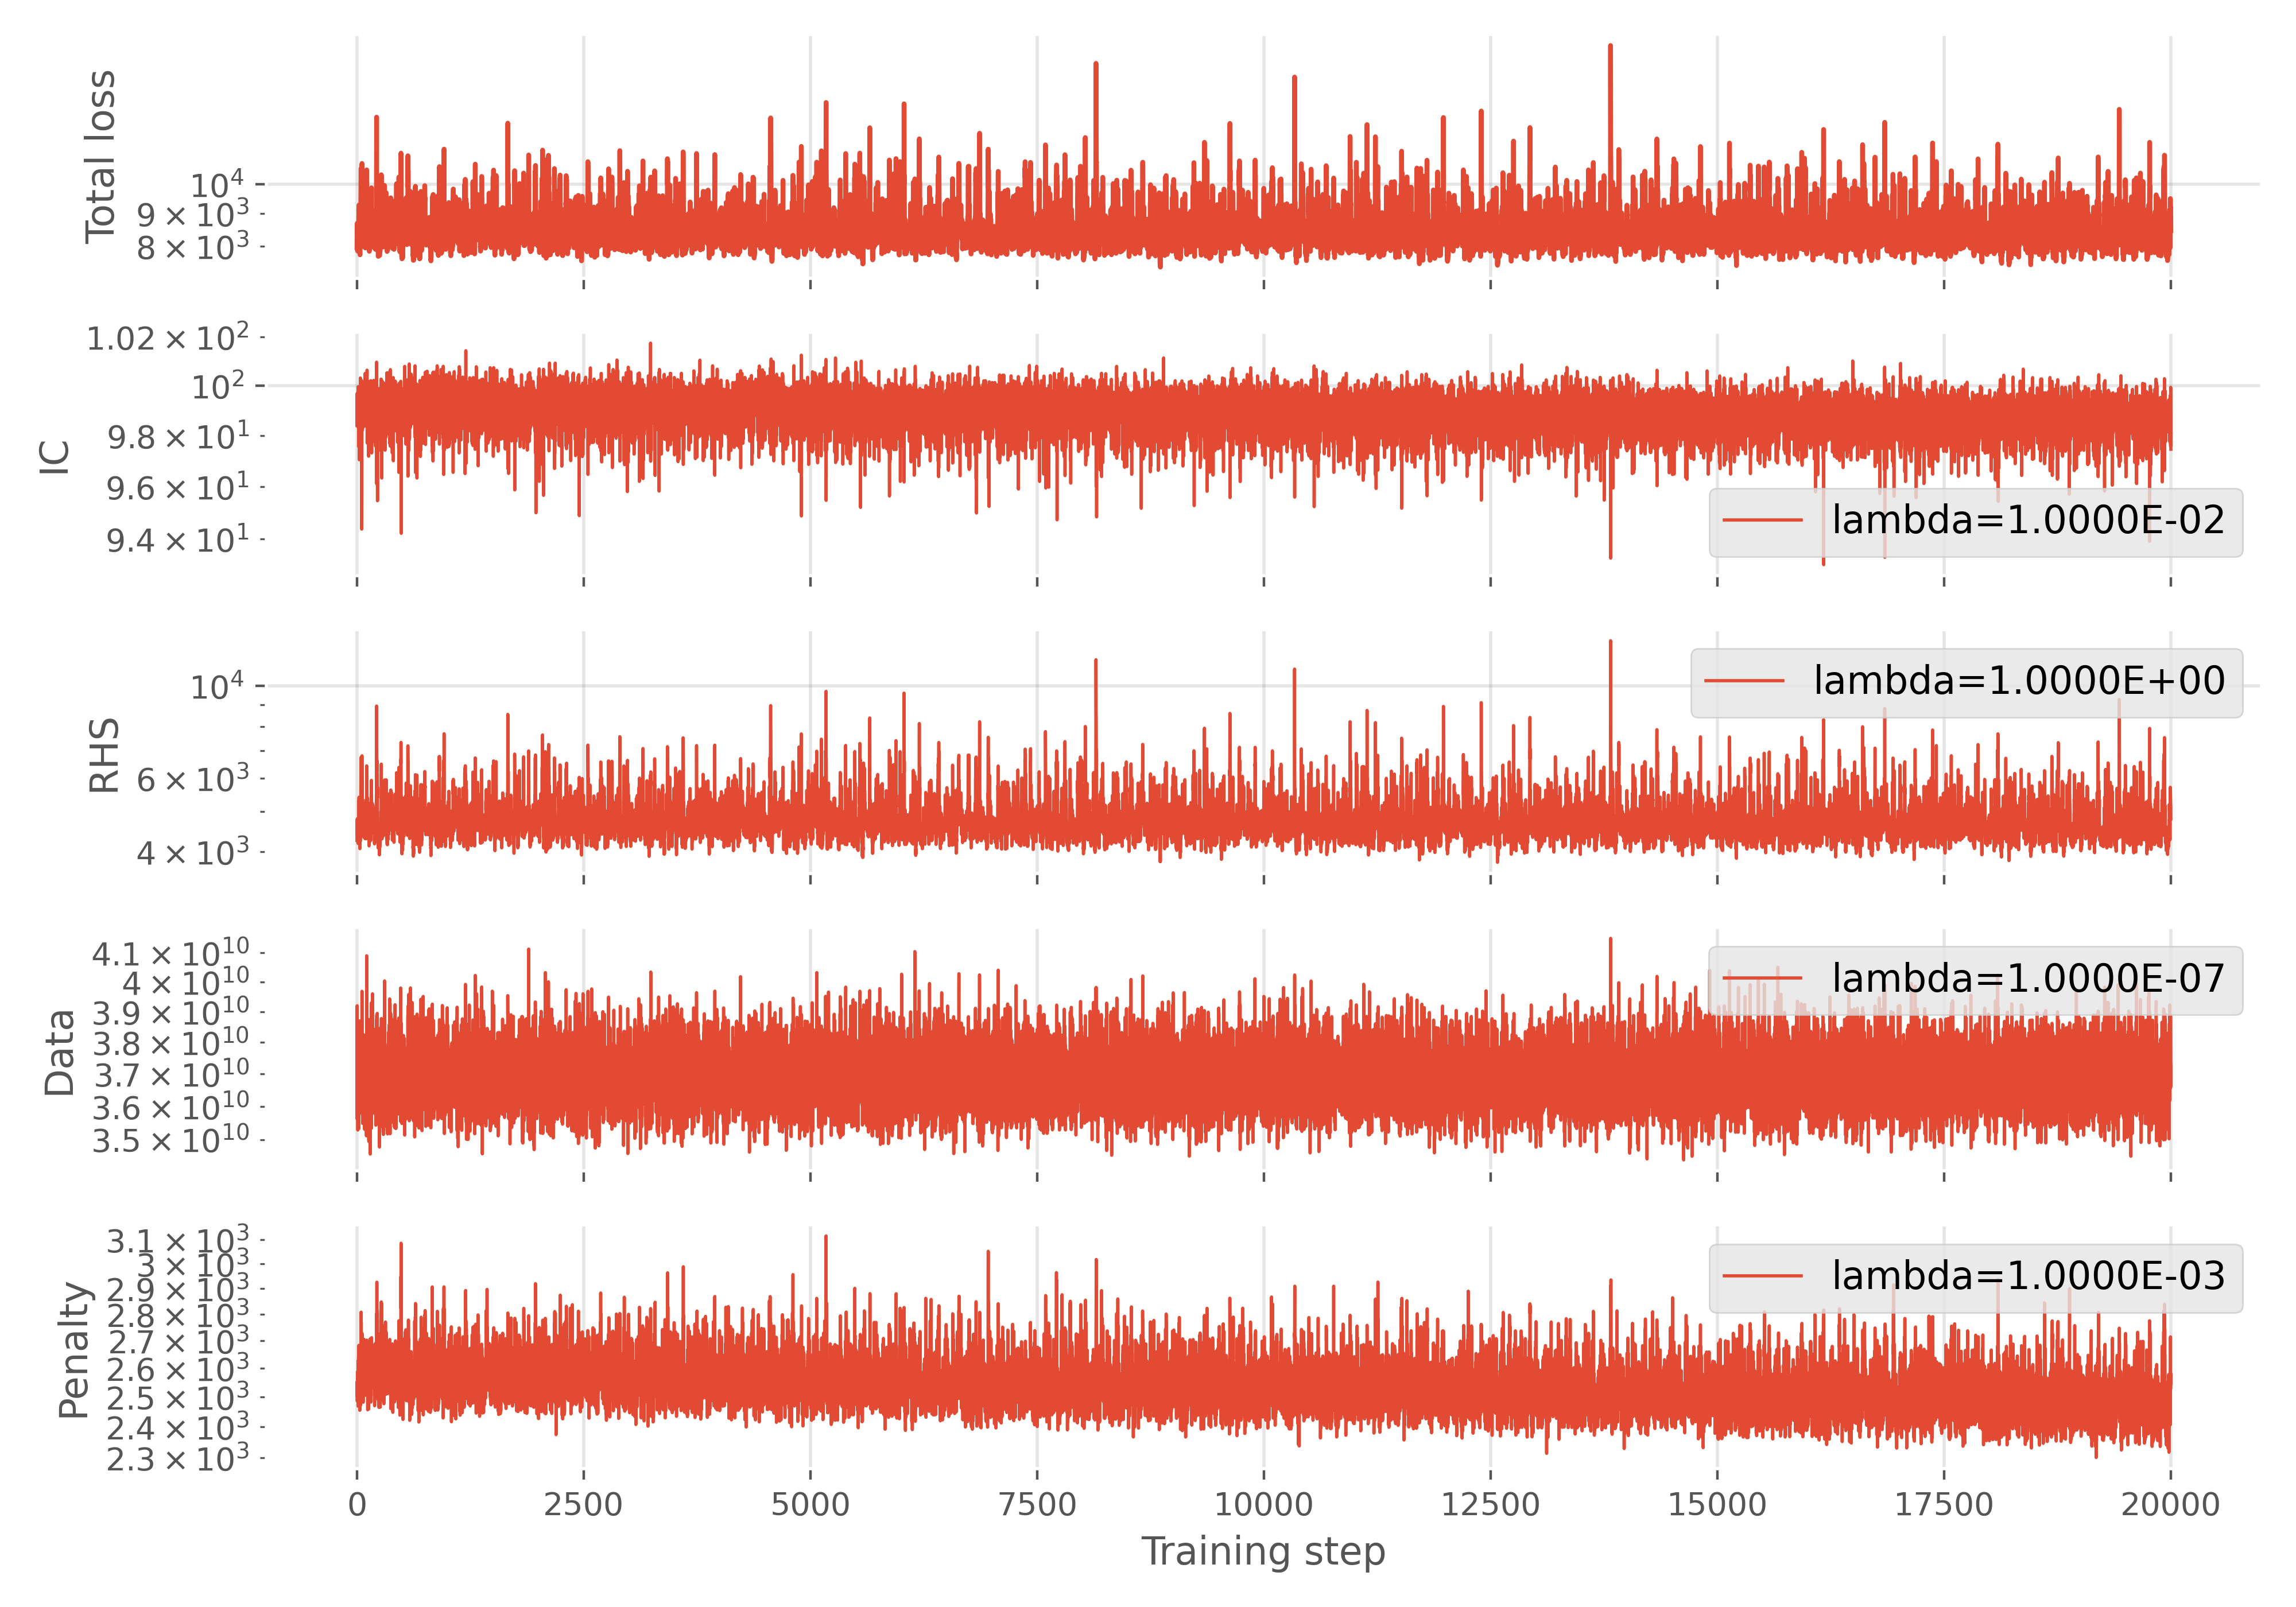 Total loss
10⁴
9 × 10³
8 × 10³
IC
1.02 × 10²
10²
9.8 × 10¹
9.6 × 10¹
9.4 × 10¹
lambda=1.0000E-02
RHS
10⁴
6 × 10³
4 × 10³
lambda=1.0000E+00
Data
4.1 × 10¹⁰
4 × 10¹⁰
3.9 × 10¹⁰
3.8 × 10¹⁰
3.7 × 10¹⁰
3.6 × 10¹⁰
3.5 × 10¹⁰
lambda=1.0000E-07
Penalty
3.1 × 10³
3 × 10³
2.9 × 10³
2.8 × 10³
2.7 × 10³
2.6 × 10³
2.5 × 10³
2.4 × 10³
2.3 × 10³
lambda=1.0000E-03
0 2500 5000 7500 10000 12500 15000 17500 20000
Training step